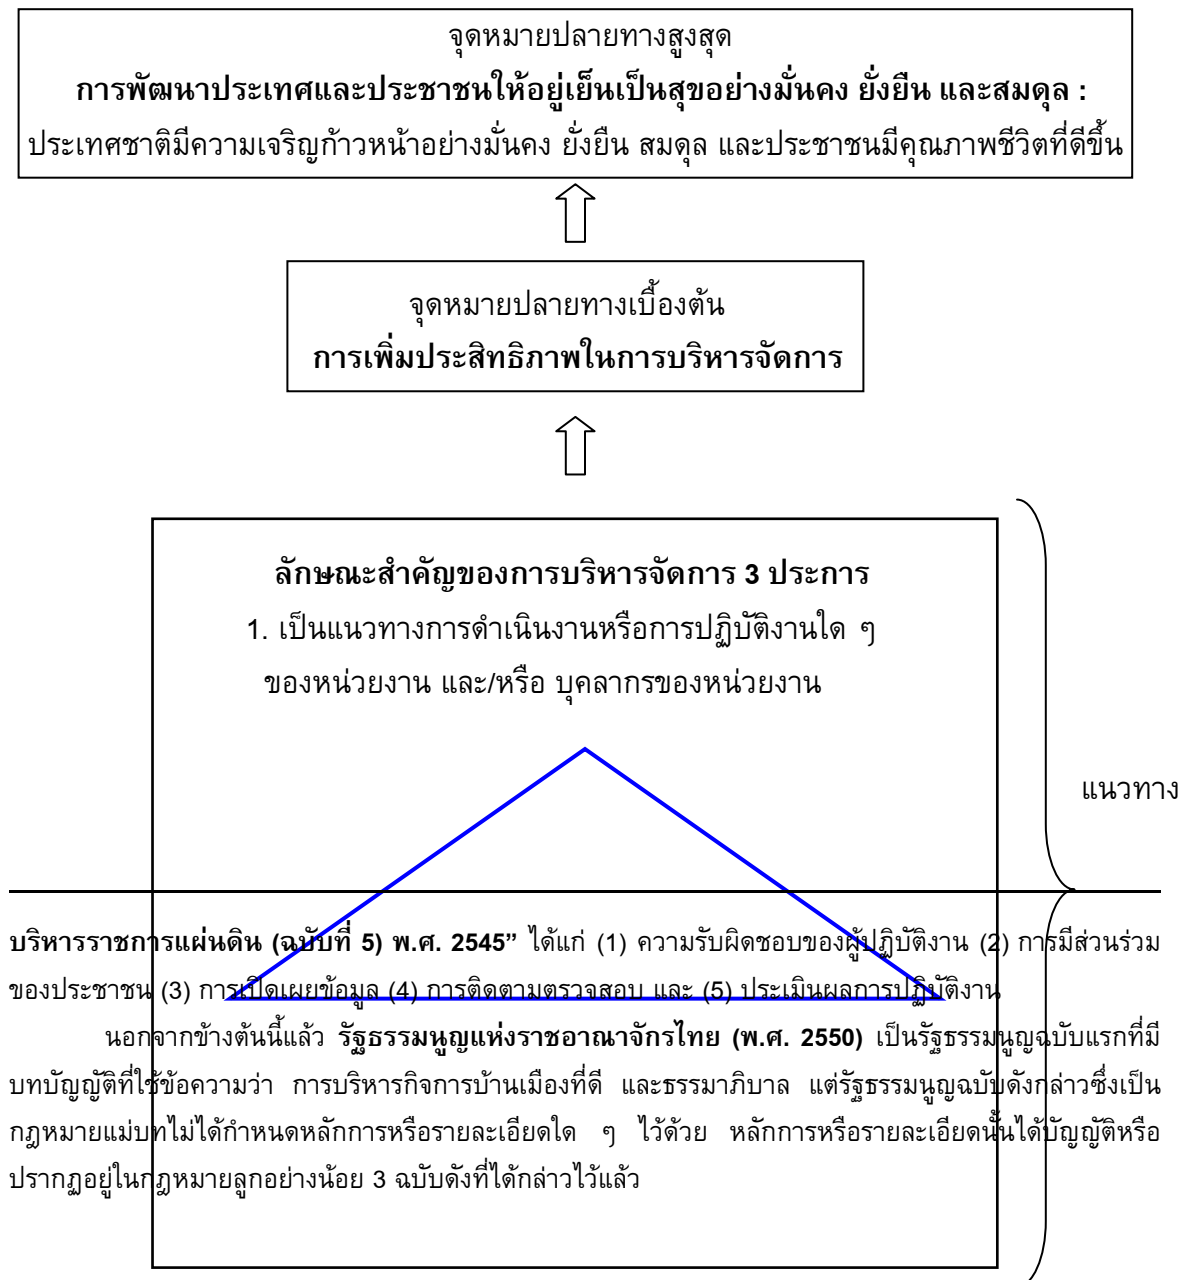 จุดหมายปลายทางสูงสุด
การพัฒนาประเทศและประชาชนให้อยู่เย็นเป็นสุขอย่างมั่นคง ยั่งยืน และสมดุล :
ประเทศชาติมีความเจริญก้าวหน้าอย่างมั่นคง ยั่งยืน สมดุล และประชาชนมีคุณภาพชีวิตที่ดีขึ้น
จุดหมายปลายทางเบื้องต้น
การเพิ่มประสิทธิภาพในการบริหารจัดการ
ลักษณะสำคัญของการบริหารจัดการ 3 ประการ
1. เป็นแนวทางการดำเนินงานหรือการปฏิบัติงานใด ๆ
ของหน่วยงาน และ/หรือ บุคลากรของหน่วยงาน
แนวทาง
บริหารราชการแผ่นดิน (ฉบับที่ 5) พ.ศ. 2545” ได้แก่ (1) ความรับผิดชอบของผู้ปฏิบัติงาน (2) การมีส่วนร่วม
ของประชาชน (3) การเปิดเผยข้อมูล (4) การติดตามตรวจสอบ และ (5) ประเมินผลการปฏิบัติงาน
นอกจากข้างต้นนี้แล้ว รัฐธรรมนูญแห่งราชอาณาจักรไทย (พ.ศ. 2550) เป็นรัฐธรรมนูญฉบับแรกที่มี
บทบัญญัติที่ใช้ข้อความว่า การบริหารกิจการบ้านเมืองที่ดี และธรรมาภิบาล แต่รัฐธรรมนูญฉบับดังกล่าวซึ่งเป็น
กฎหมายแม่บทไม่ได้กำหนดหลักการหรือรายละเอียดใด ๆ ไว้ด้วย หลักการหรือรายละเอียดนั้นได้บัญญัติหรือ
ปรากฏอยู่ในกฎหมายลูกอย่างน้อย 3 ฉบับดังที่ได้กล่าวไว้แล้ว